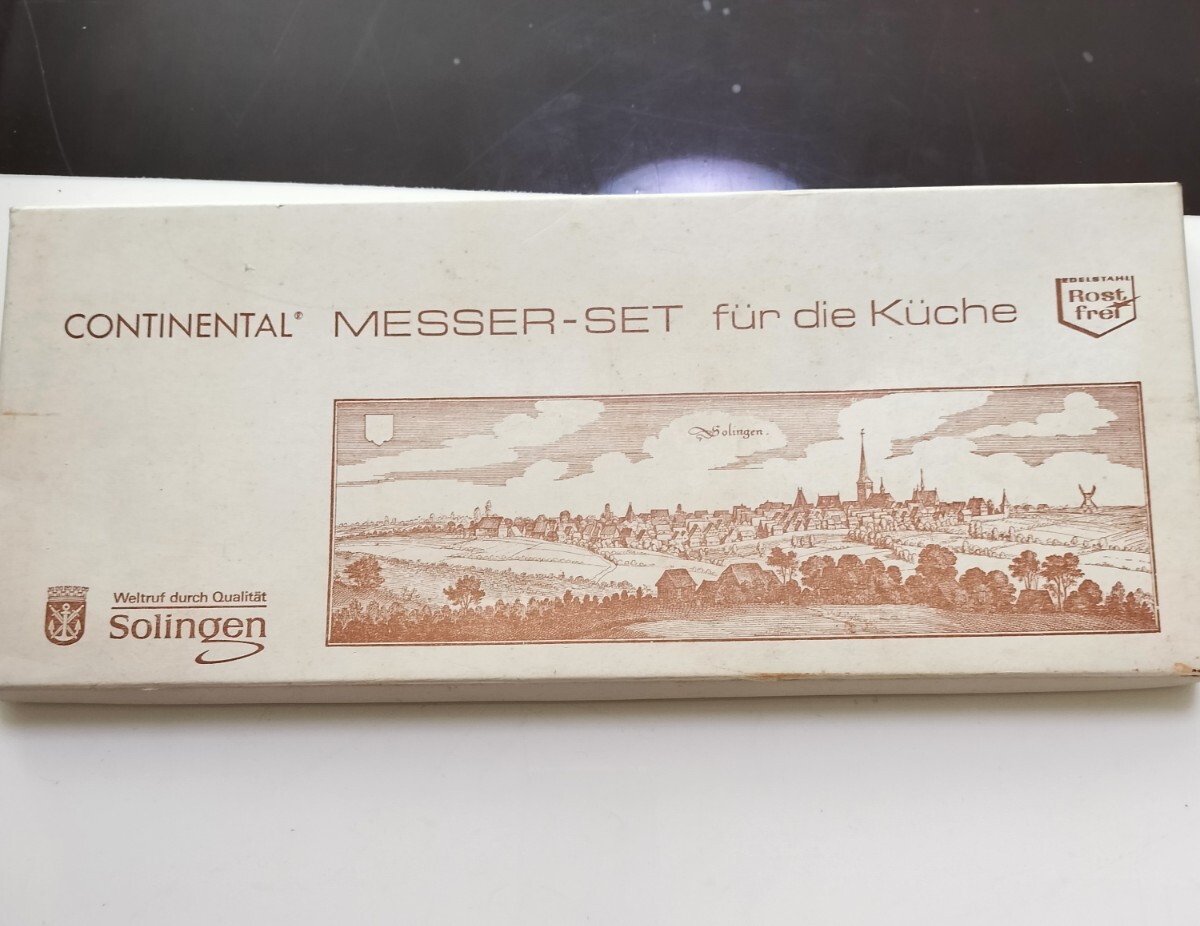 CONTINENTAL® MESSER-SET für die Küche
EDELSTAHL
Rost
frei
Solingen.
Weltruf durch Qualität
Solingen